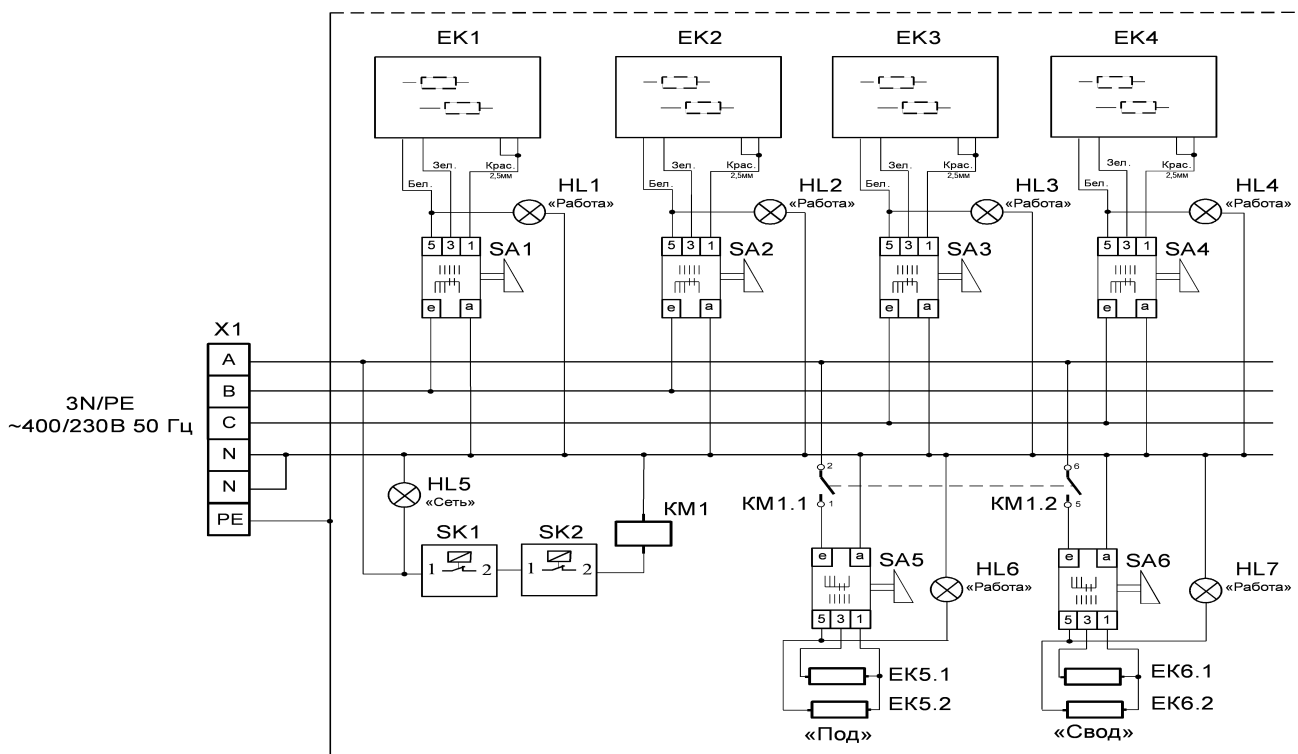 EK1 EK2 EK3 EK4
Зел. Крас. Зел. Крас. Зел. Крас. Зел. Крас.
2,5мм 2,5мм 2,5мм 2,5мм
Бел. Бел. Бел. Бел.
HL1 HL2 HL3 HL4
«Работа» «Работа» «Работа» «Работа»
5 3 1 5 3 1 5 3 1 5 3 1
SA1 SA2 SA3 SA4
e a e a e a e a
X1
A
B
C
N
N
PE
3N/PE
~400/230В 50 Гц
HL5
«Сеть»
KM1
SK1 SK2
1 2 1 2
2 6
KM1.1 KM1.2
1 5
e a e a
SA5 SA6
HL6 HL7
«Работа» «Работа»
5 3 1 5 3 1
EK5.1 EK6.1
EK5.2 EK6.2
«Под» «Свод»